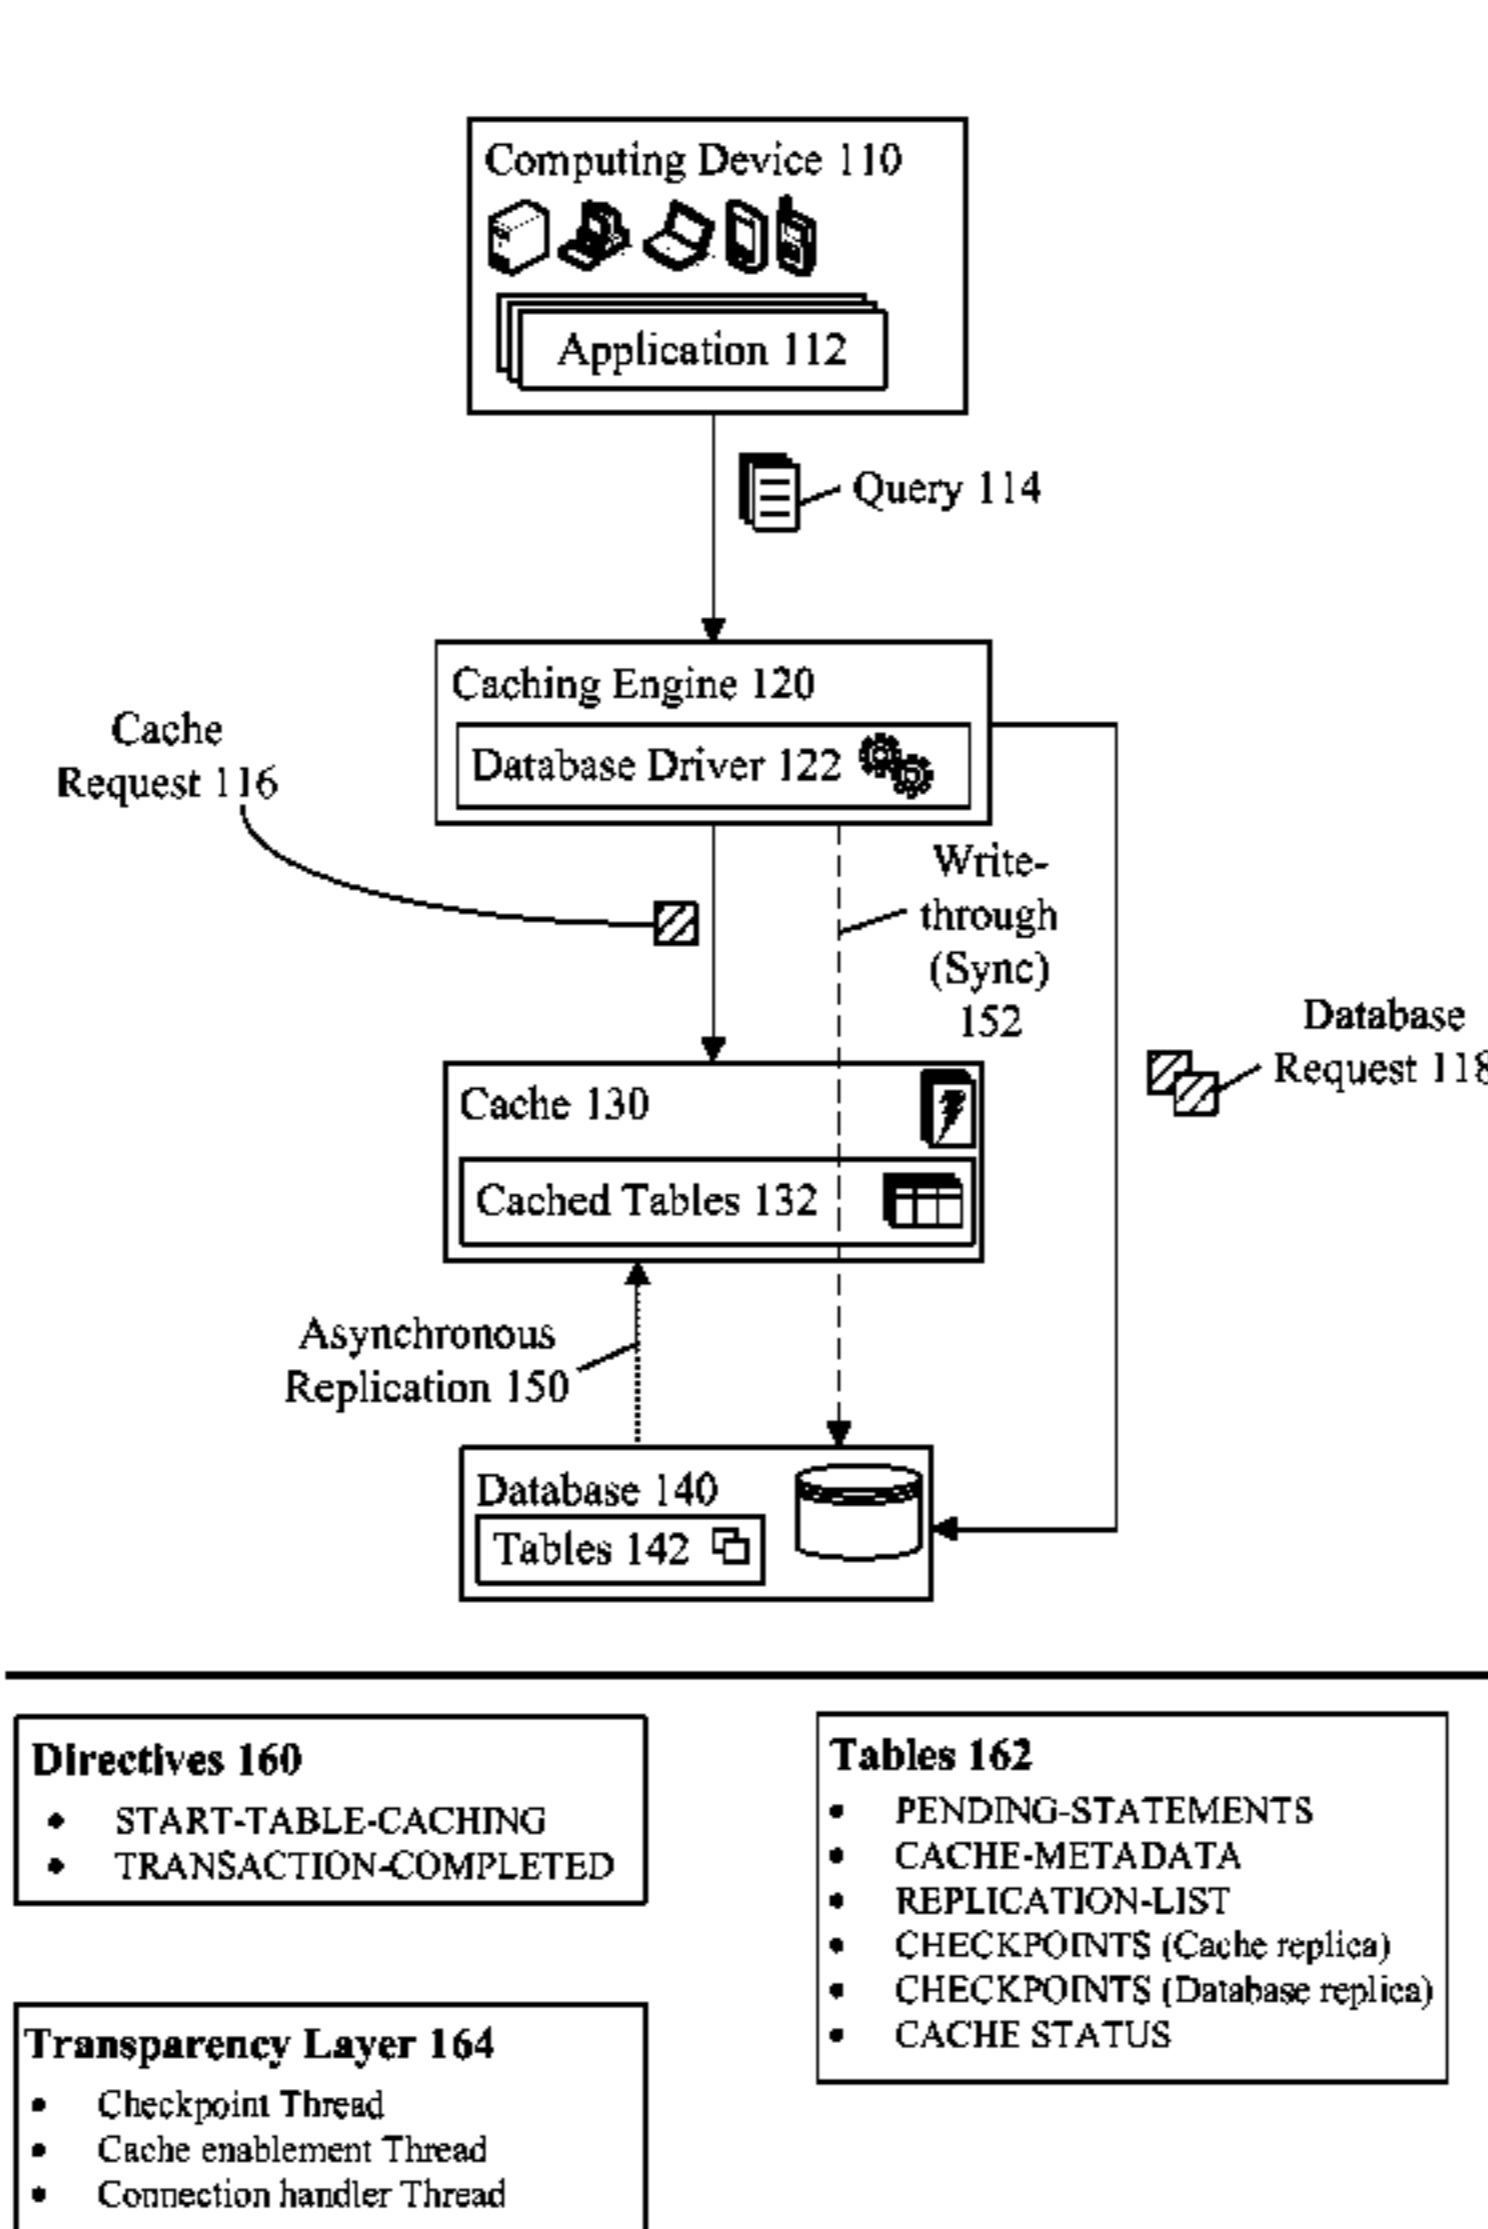 Computing Device 110
Application 112
Query 114
Caching Engine 120
Database Driver 122
Cache
Request 116
Write-
through
(Sync)
152
Database
Request 118
Cache 130
Cached Tables 132
Asynchronous
Replication 150
Database 140
Tables 142
Directives 160
• START-TABLE-CACHING
• TRANSACTION-COMPLETED
Tables 162
• PENDING-STATEMENTS
• CACHE-METADATA
• REPLICATION-LIST
• CHECKPOINTS (Cache replica)
• CHECKPOINTS (Database replica)
• CACHE STATUS
Transparency Layer 164
• Checkpoint Thread
• Cache enablement Thread
• Connection handler Thread